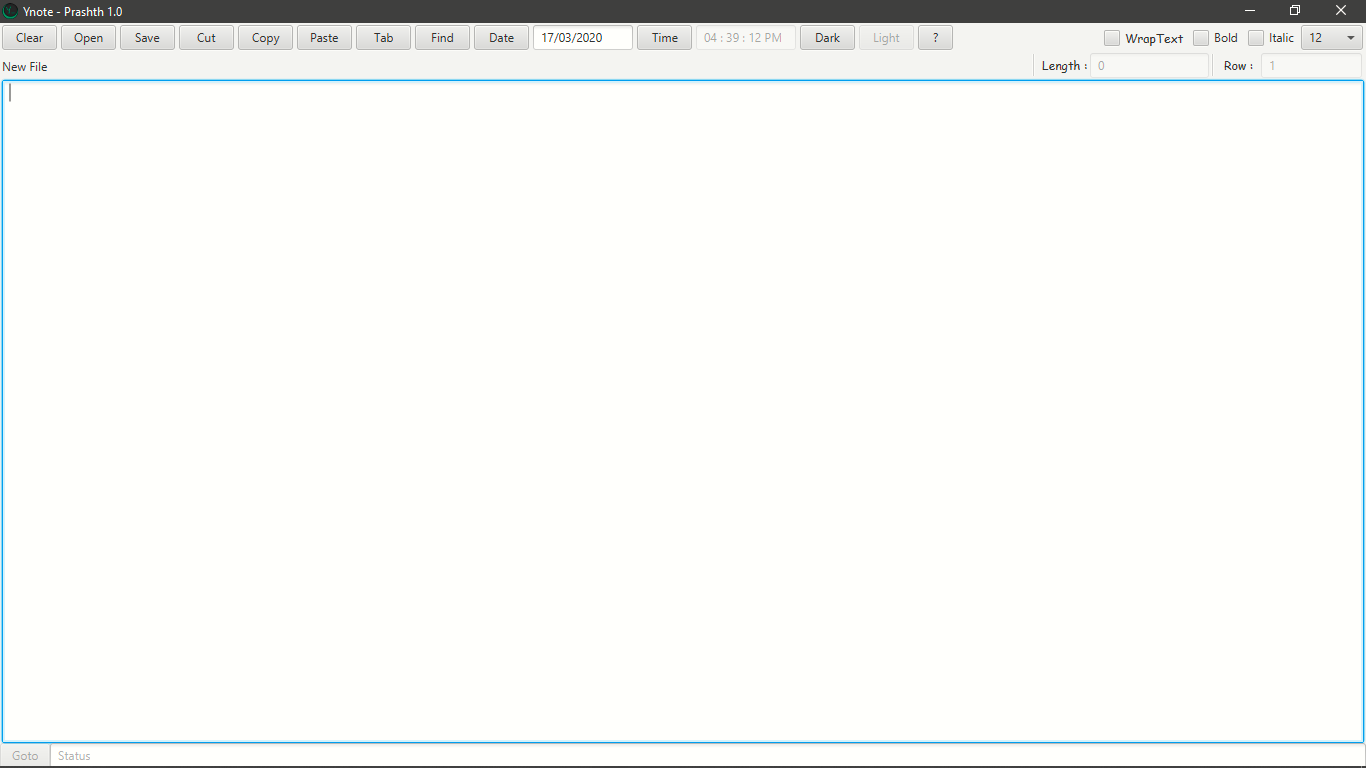 Ynote - Prashth 1.0
Clear Open Save Cut Copy Paste Tab Find Date 17/03/2020 Time 04 : 39 : 12 PM Dark Light ? WrapText Bold Italic 12
New File Length : 0 Row : 1
Goto Status